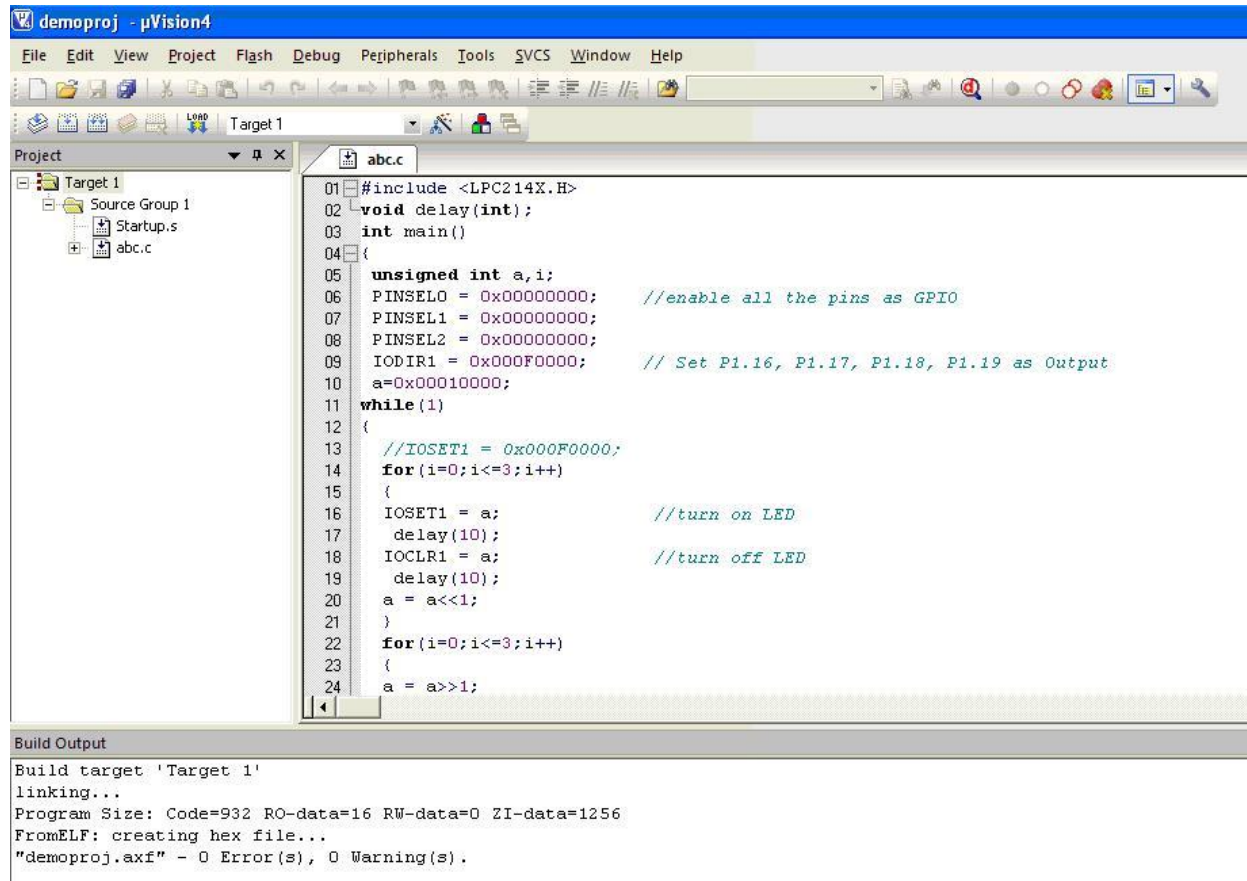 demoproj - µVision4
File Edit View Project Flash Debug Peripherals Tools SVCS Window Help
LOAD Target 1
Project
abc.c
Target 1
Source Group 1
Startup.s
abc.c
01 #include <LPC214X.H>
02 void delay(int);
03 int main()
04 {
05 unsigned int a,i;
06 PINSEL0 = 0x00000000; //enable all the pins as GPIO
07 PINSEL1 = 0x00000000;
08 PINSEL2 = 0x00000000;
09 IODIR1 = 0x000F0000; // Set P1.16, P1.17, P1.18, P1.19 as Output
10 a=0x00010000;
11 while(1)
12 {
13 //IOSET1 = 0x000F0000;
14 for(i=0;i<=3;i++)
15 {
16 IOSET1 = a; //turn on LED
17 delay(10);
18 IOCLR1 = a; //turn off LED
19 delay(10);
20 a = a<<1;
21 }
22 for(i=0;i<=3;i++)
23 {
24 a = a>>1;
Build Output
Build target 'Target 1'
linking...
Program Size: Code=932 RO-data=16 RW-data=0 ZI-data=1256
FromELF: creating hex file...
"demoproj.axf" - 0 Error(s), 0 Warning(s).